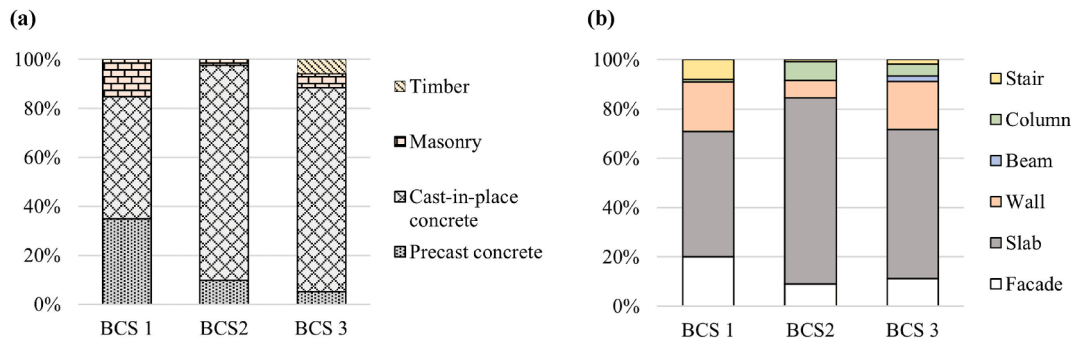 (a)
100%
80%
60%
40%
20%
0%
BCS 1
BCS2
BCS 3
Timber
Masonry
Cast-in-place
concrete
Precast concrete
(b)
100%
80%
60%
40%
20%
0%
BCS 1
BCS2
BCS 3
Stair
Column
Beam
Wall
Slab
Facade